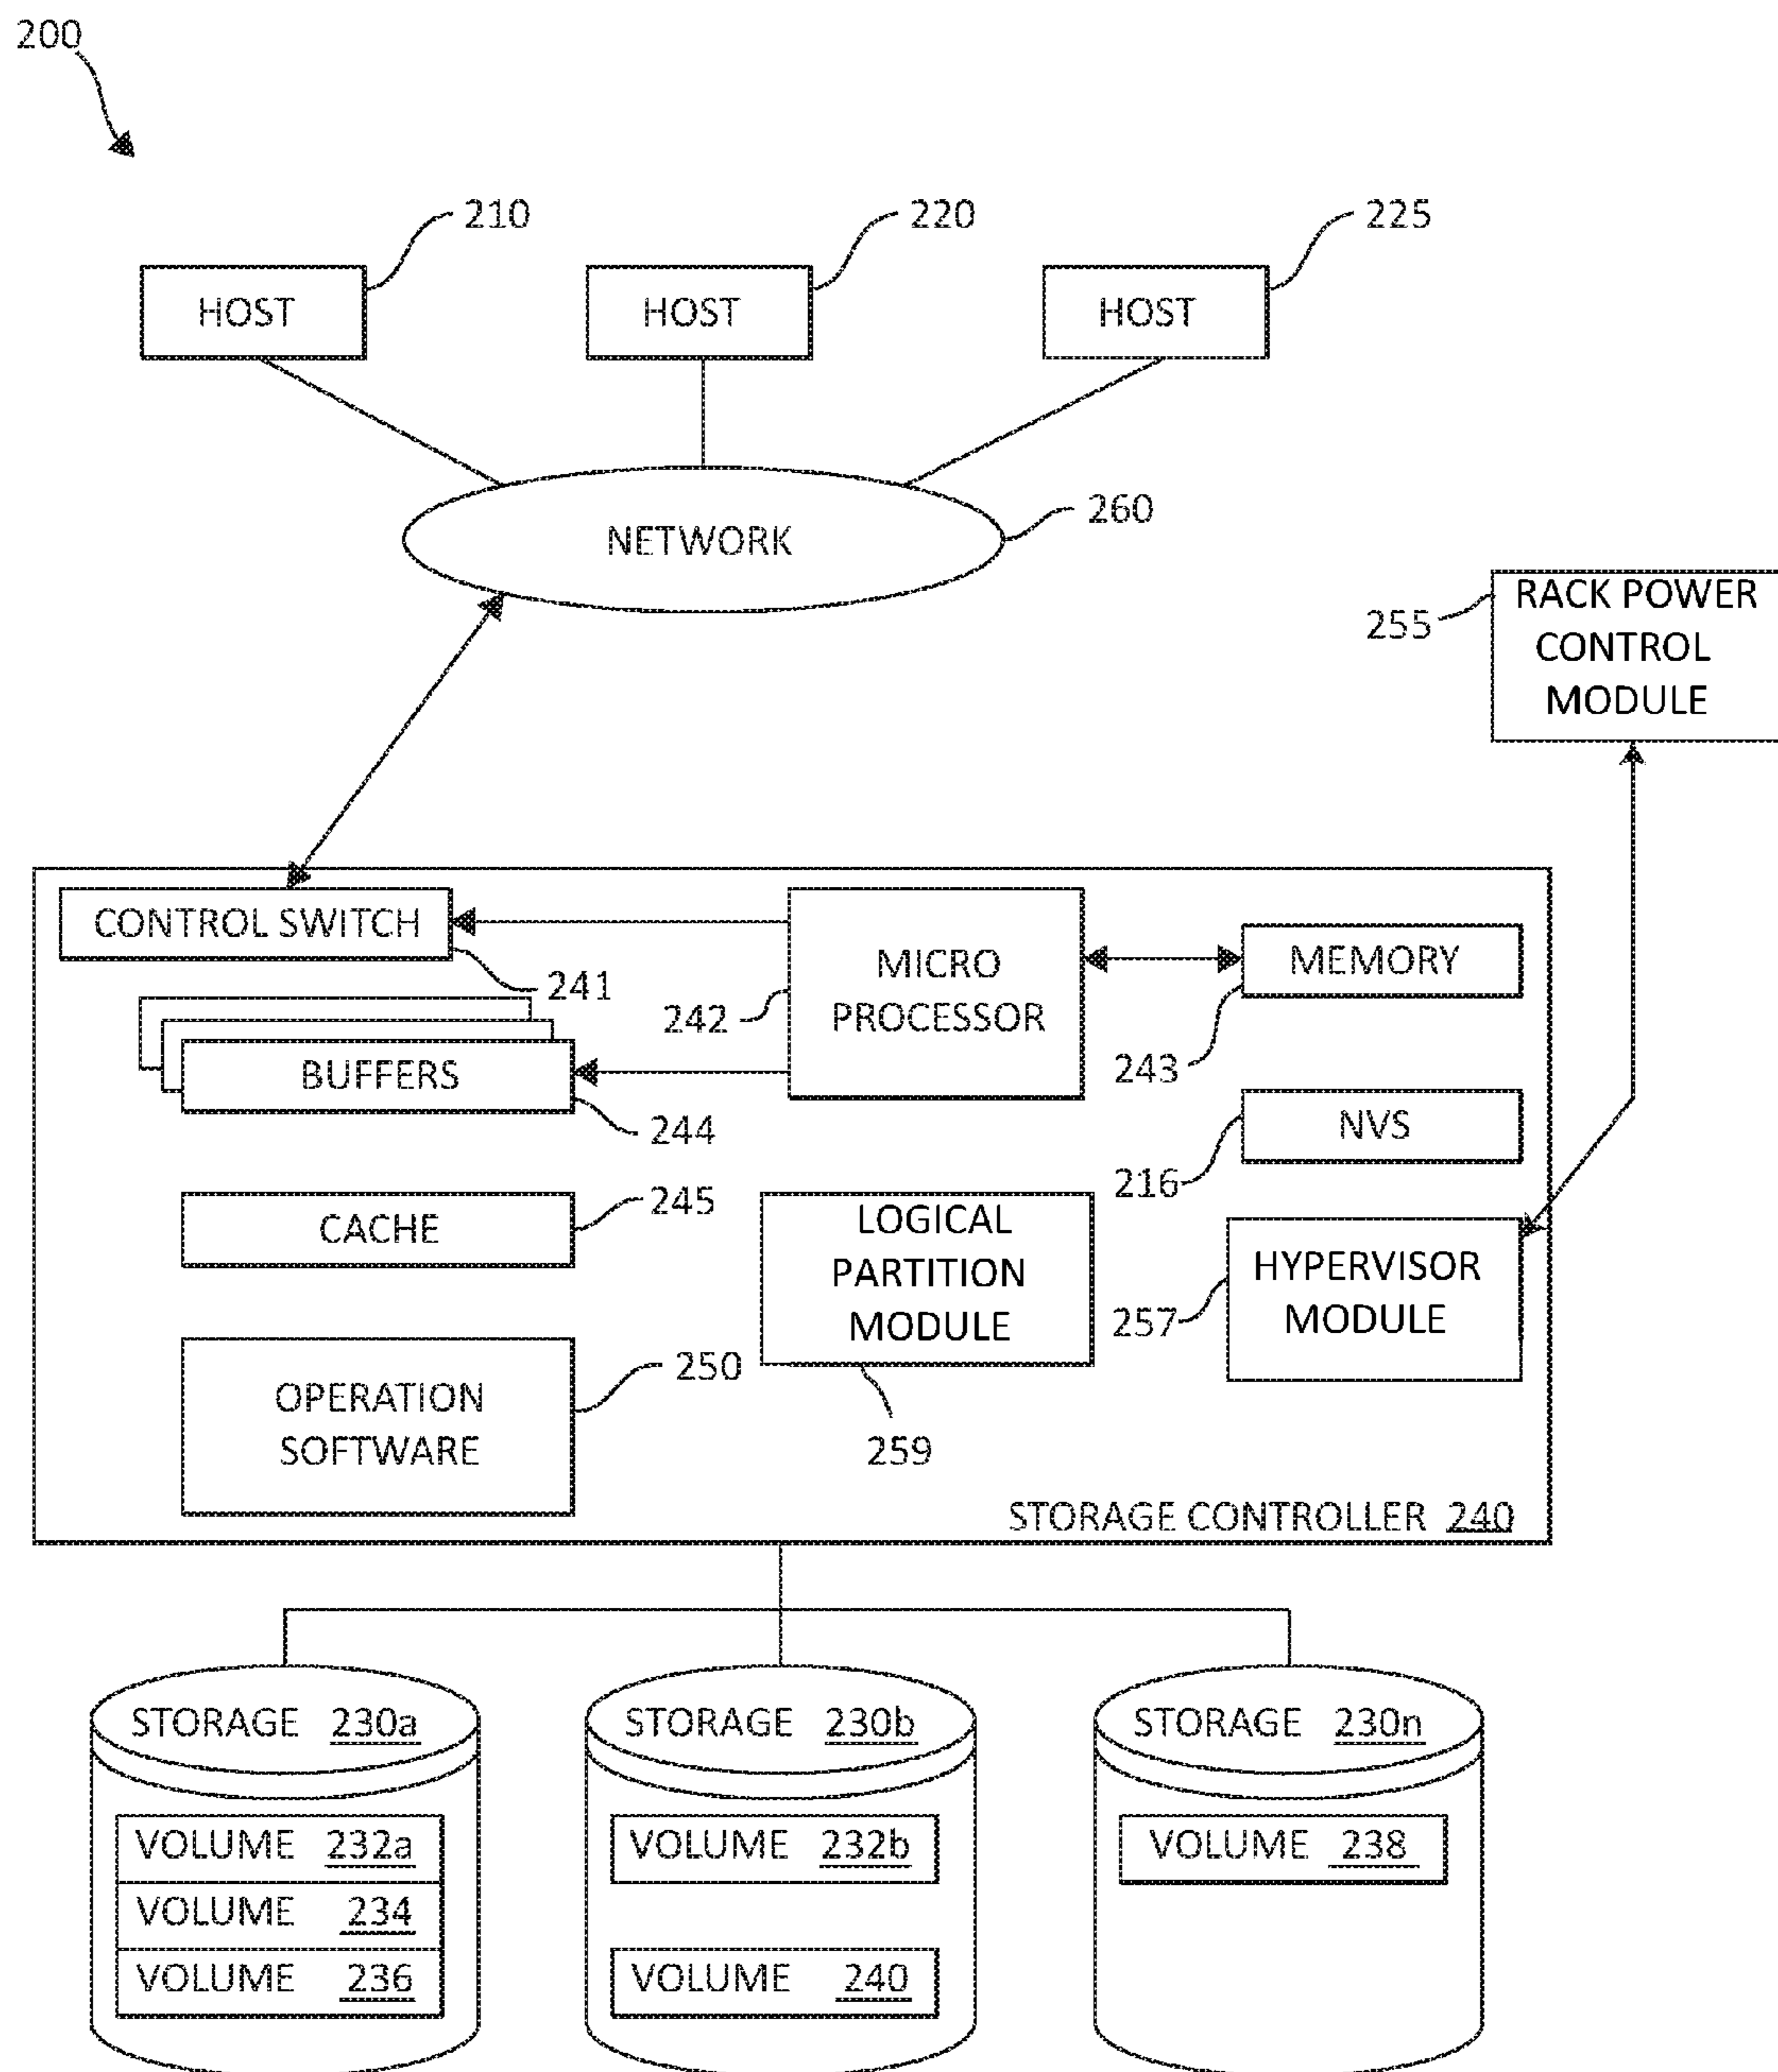 200
210
220
225
HOST
HOST
HOST
260
NETWORK
255
RACK POWER
CONTROL
MODULE
CONTROL SWITCH
241
MICRO
PROCESSOR
242
MEMORY
243
BUFFERS
244
NVS
216
CACHE
245
LOGICAL
PARTITION
MODULE
259
HYPERVISOR
MODULE
257
OPERATION
SOFTWARE
250
STORAGE CONTROLLER 240
STORAGE 230a
STORAGE 230b
STORAGE 230n
VOLUME 232a
VOLUME 234
VOLUME 236
VOLUME 232b
VOLUME 240
VOLUME 238